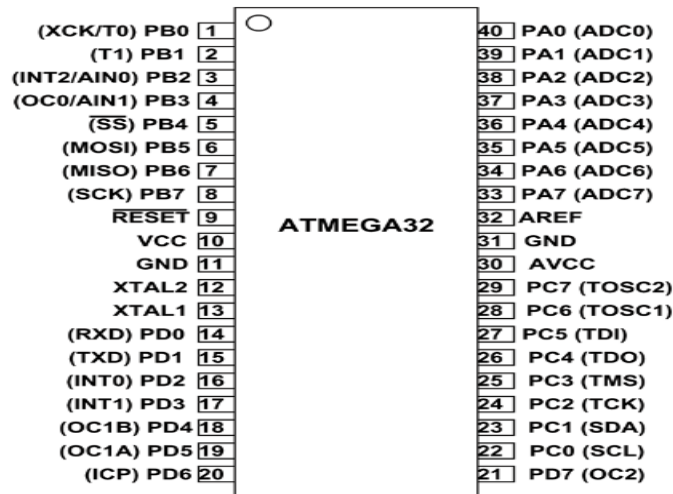 (XCK/T0) PB0 1
(T1) PB1 2
(INT2/AIN0) PB2 3
(OC0/AIN1) PB3 4
(SS) PB4 5
(MOSI) PB5 6
(MISO) PB6 7
(SCK) PB7 8
RESET 9
VCC 10
GND 11
XTAL2 12
XTAL1 13
(RXD) PD0 14
(TXD) PD1 15
(INT0) PD2 16
(INT1) PD3 17
(OC1B) PD4 18
(OC1A) PD5 19
(ICP) PD6 20
ATMEGA32
40 PA0 (ADC0)
39 PA1 (ADC1)
38 PA2 (ADC2)
37 PA3 (ADC3)
36 PA4 (ADC4)
35 PA5 (ADC5)
34 PA6 (ADC6)
33 PA7 (ADC7)
32 AREF
31 GND
30 AVCC
29 PC7 (TOSC2)
28 PC6 (TOSC1)
27 PC5 (TDI)
26 PC4 (TDO)
25 PC3 (TMS)
24 PC2 (TCK)
23 PC1 (SDA)
22 PC0 (SCL)
21 PD7 (OC2)